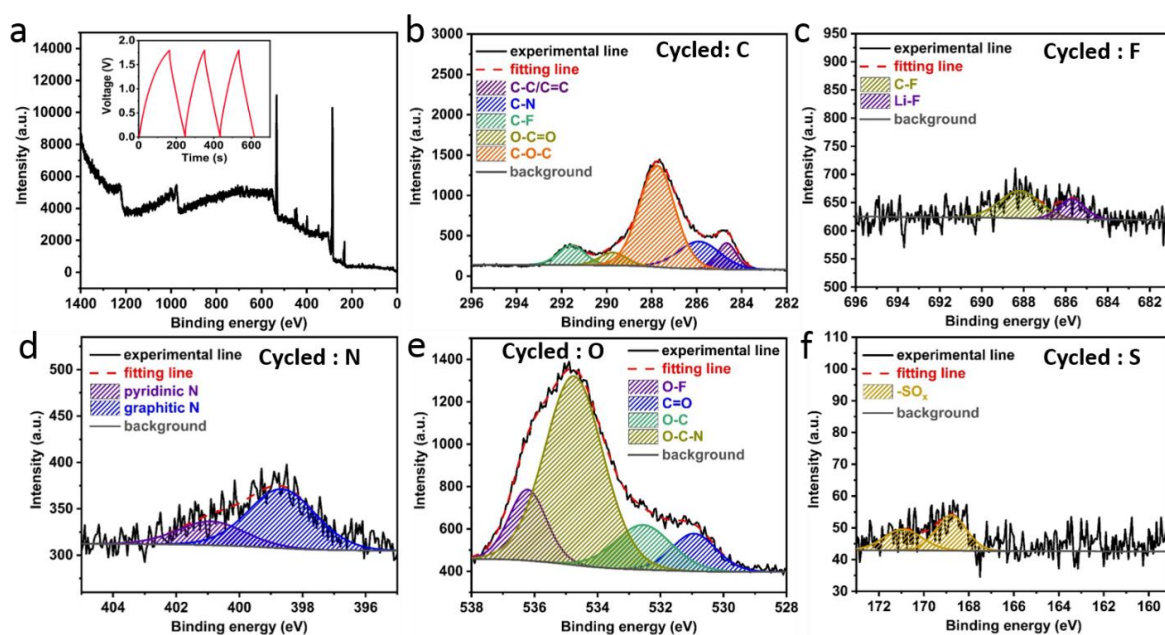 a
14000
12000
10000
8000
6000
4000
2000
0
1400 1200 1000 800 600 400 200 0
Intensity (a.u.)
Binding energy (eV)
2.0
1.5
1.0
0.5
0.0
0 200 400 600
Voltage (V)
Time (s)
b
Cycled: C
experimental line
fitting line
C-C/C=C
C-N
C-F
O-C=O
C-O-C
background
3000
2500
2000
1500
1000
500
0
296 294 292 290 288 286 284 282
Intensity (a.u.)
Binding energy (eV)
c
Cycled : F
experimental line
fitting line
C-F
Li-F
background
850
800
750
700
650
600
550
500
696 694 692 690 688 686 684 682
Intensity (a.u.)
Binding energy (eV)
d
Cycled : N
experimental line
fitting line
pyridinic N
graphitic N
background
500
450
400
350
300
404 402 400 398 396
Intensity (a.u.)
Binding energy (eV)
e
Cycled : O
experimental line
fitting line
O-F
C=O
O-C
O-C-N
background
1400
1200
1000
800
600
400
538 536 534 532 530 528
Intensity (a.u.)
Binding energy (eV)
f
Cycled : S
experimental line
fitting line
-SOx
background
110
100
90
80
70
60
50
40
30
172 170 168 166 164 162 160
Intensity (a.u.)
Binding energy (eV)